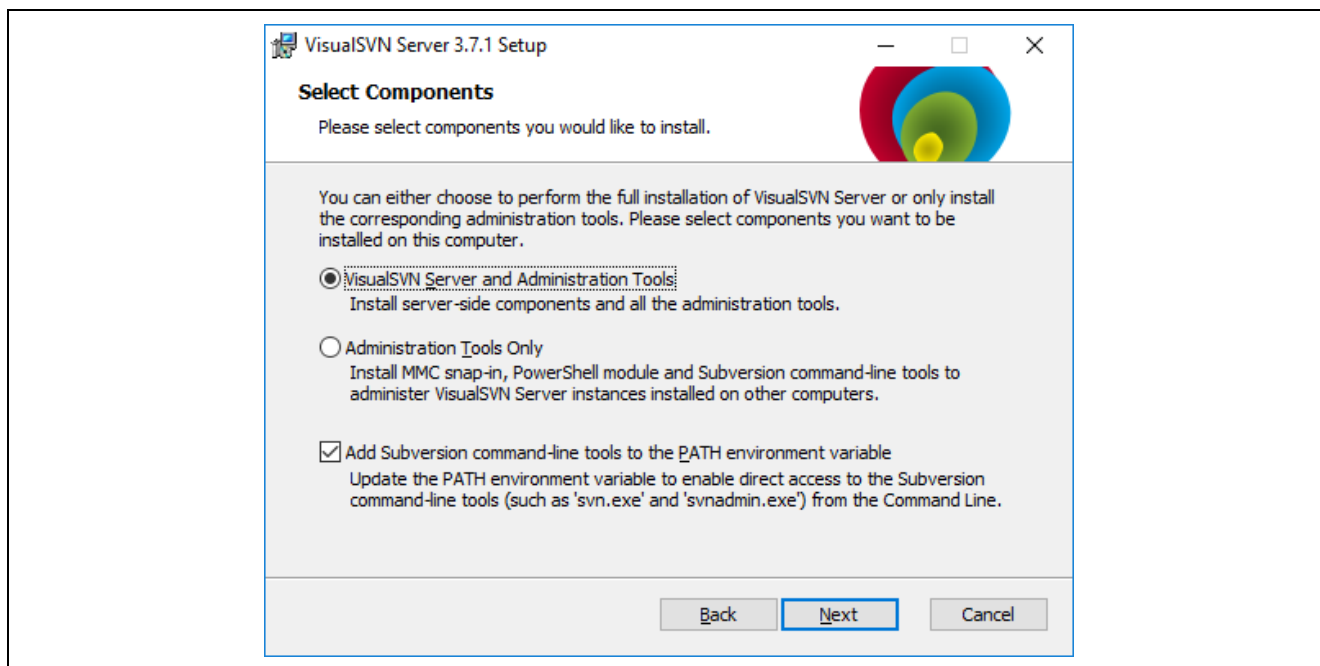 VisualSVN Server 3.7.1 Setup
Select Components
Please select components you would like to install.
You can either choose to perform the full installation of VisualSVN Server or only install
the corresponding administration tools. Please select components you want to be
installed on this computer.
VisualSVN Server and Administration Tools
Install server-side components and all the administration tools.
Administration Tools Only
Install MMC snap-in, PowerShell module and Subversion command-line tools to
administer VisualSVN Server instances installed on other computers.
Add Subversion command-line tools to the PATH environment variable
Update the PATH environment variable to enable direct access to the Subversion
command-line tools (such as 'svn.exe' and 'svnadmin.exe') from the Command Line.
Back Next Cancel